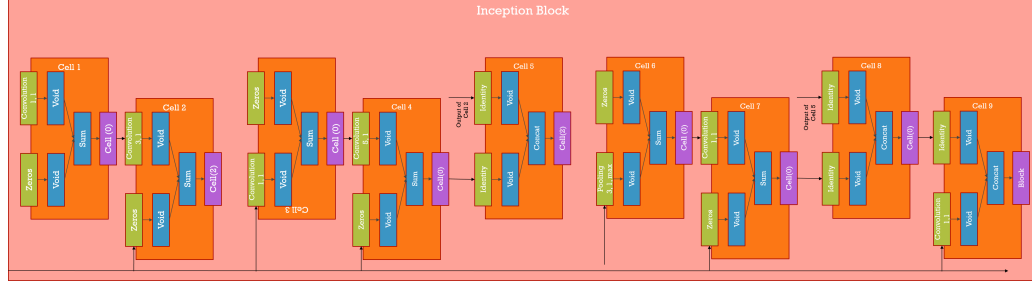 Inception Block
Cell 1
Convolution
1, 1
Void
Zeros
Void
Sum
Cell (0)
Cell 2
Convolution
3, 1
Void
Zeros
Void
Sum
Cell(2)
Zeros
Void
Convolution
1, 1
Void
Sum
Cell (0)
Cell 3
Cell 4
Convolution
5, 1
Void
Zeros
Void
Sum
Cell(0)
Cell 5
Output of
Cell 2
Identity
Void
Identity
Void
Concat
Cell(2)
Cell 6
Zeros
Void
Pooling
3, 1, max
Void
Sum
Cell (0)
Cell 7
Convolution
1, 1
Void
Zeros
Void
Sum
Cell(0)
Cell 8
Output of
Cell 5
Identity
Void
Identity
Void
Concat
Cell(0)
Cell 9
Identity
Void
Convolution
1, 1
Void
Concat
Block